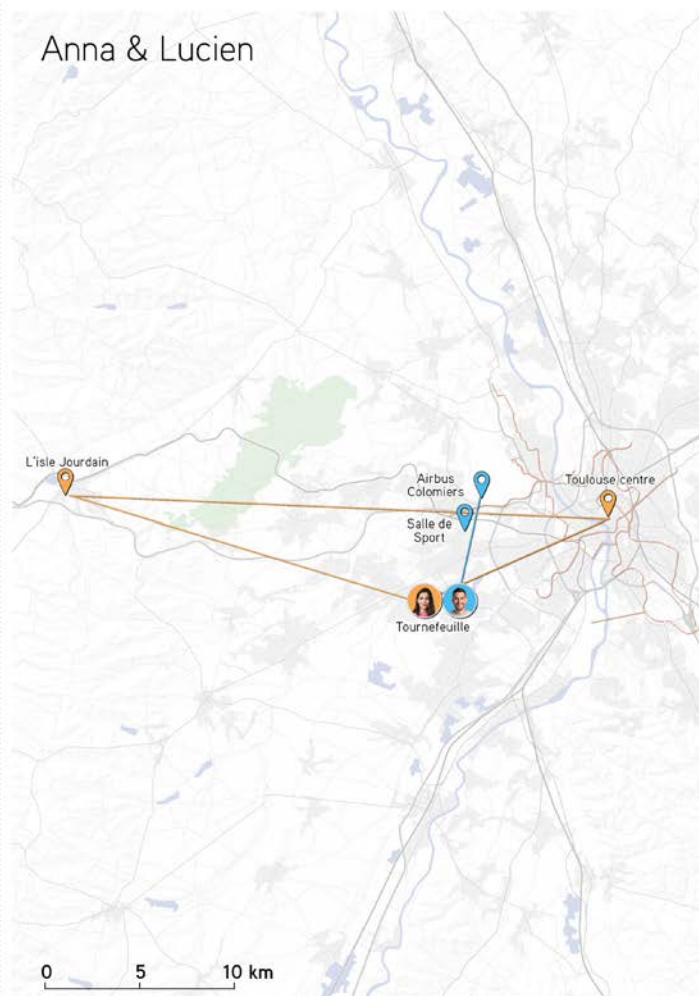 Anna & Lucien
L'isle Jourdain
Airbus
Colomiers
Toulouse centre
Salle de
Sport
Tournefeuille
0 5 10 km